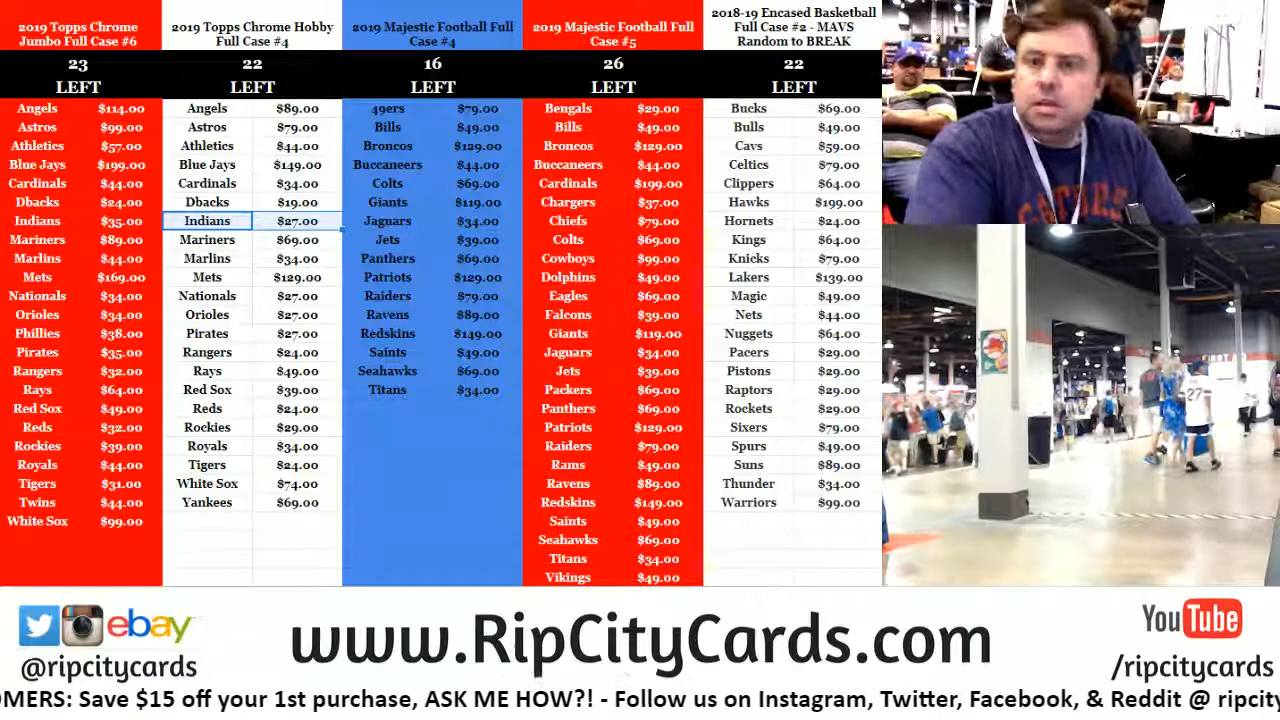 2019 Topps Chrome
Jumbo Full Case #6
23
LEFT
Angels $114.00
Astros $99.00
Athletics $57.00
Blue Jays $199.00
Cardinals $44.00
Dbacks $24.00
Indians $35.00
Mariners $89.00
Marlins $44.00
Mets $169.00
Nationals $34.00
Orioles $34.00
Phillies $38.00
Pirates $35.00
Rangers $32.00
Rays $64.00
Red Sox $49.00
Reds $32.00
Rockies $39.00
Royals $44.00
Tigers $31.00
Twins $44.00
White Sox $99.00
2019 Topps Chrome Hobby
Full Case #4
22
LEFT
Angels $89.00
Astros $79.00
Athletics $44.00
Blue Jays $149.00
Cardinals $34.00
Dbacks $19.00
Indians $27.00
Mariners $69.00
Marlins $34.00
Mets $129.00
Nationals $27.00
Orioles $27.00
Pirates $27.00
Rangers $24.00
Rays $49.00
Red Sox $39.00
Reds $24.00
Rockies $29.00
Royals $34.00
Tigers $24.00
White Sox $74.00
Yankees $69.00
2019 Majestic Football Full
Case #4
16
LEFT
49ers $79.00
Bills $49.00
Broncos $129.00
Buccaneers $44.00
Colts $69.00
Giants $119.00
Jaguars $34.00
Jets $39.00
Panthers $69.00
Patriots $129.00
Raiders $79.00
Ravens $89.00
Redskins $149.00
Saints $49.00
Seahawks $69.00
Titans $34.00
2019 Majestic Football Full
Case #5
26
LEFT
Bengals $29.00
Bills $49.00
Broncos $129.00
Buccaneers $44.00
Cardinals $199.00
Chargers $37.00
Chiefs $79.00
Colts $69.00
Cowboys $99.00
Dolphins $49.00
Eagles $69.00
Falcons $39.00
Giants $119.00
Jaguars $34.00
Jets $39.00
Packers $69.00
Panthers $69.00
Patriots $129.00
Raiders $79.00
Rams $49.00
Ravens $89.00
Redskins $149.00
Saints $49.00
Seahawks $69.00
Titans $34.00
Vikings $49.00
2018-19 Encased Basketball
Full Case #2 - MAVS
Random to BREAK
22
LEFT
Bucks $69.00
Bulls $49.00
Cavs $59.00
Celtics $79.00
Clippers $64.00
Hawks $199.00
Hornets $24.00
Kings $64.00
Knicks $79.00
Lakers $139.00
Magic $49.00
Nets $44.00
Nuggets $64.00
Pacers $29.00
Pistons $29.00
Raptors $29.00
Rockets $29.00
Sixers $79.00
Spurs $49.00
Suns $89.00
Thunder $34.00
Warriors $99.00
FIRST AID
27
ebay
@ripcitycards
www.RipCityCards.com
YouTube
/ripcitycards
OMERS: Save $15 off your 1st purchase, ASK ME HOW?! - Follow us on Instagram, Twitter, Facebook, & Reddit @ ripcity